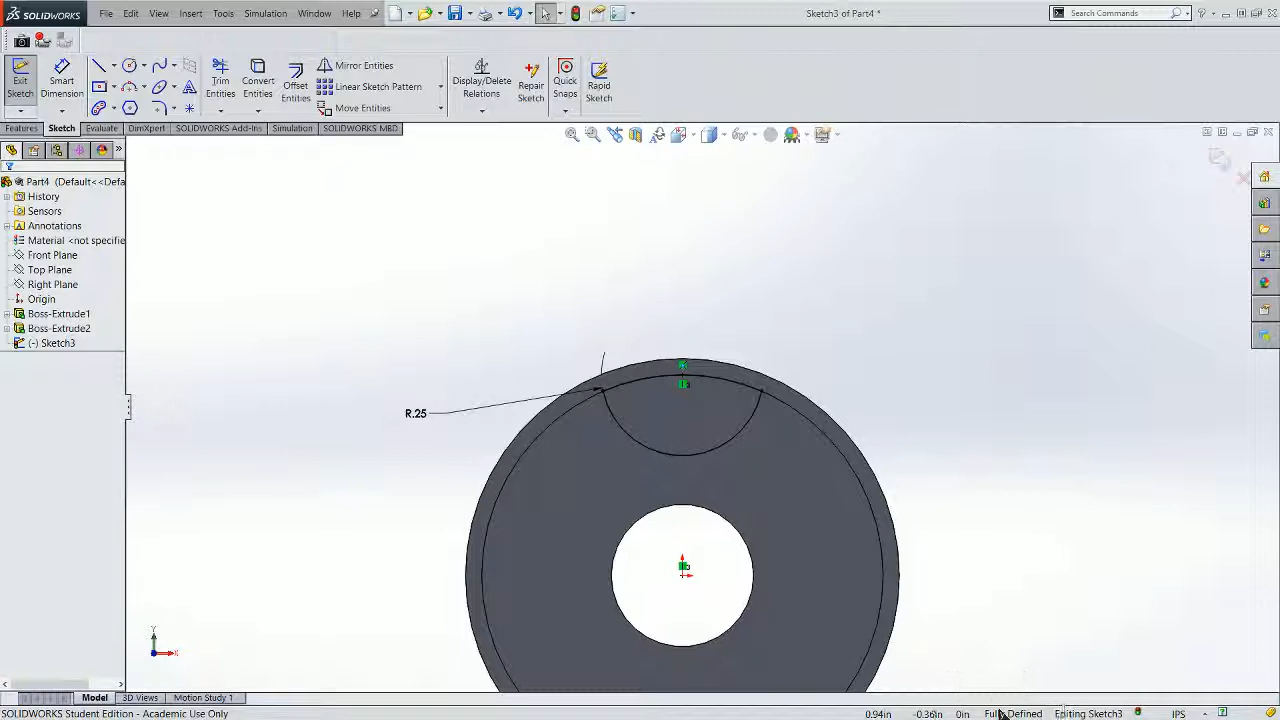 SOLIDWORKS File Edit View Insert Tools Simulation Window Help Sketch3 of Part4 * Search Commands
Exit Sketch
Smart Dimension
Trim Entities
Convert Entities
Offset Entities
Mirror Entities
Linear Sketch Pattern
Move Entities
Display/Delete Relations
Repair Sketch
Quick Snaps
Rapid Sketch
Features Sketch Evaluate DimXpert SOLIDWORKS Add-Ins Simulation SOLIDWORKS MBD
Part4 (Default<<Defa
History
Sensors
Annotations
Material <not specifie
Front Plane
Top Plane
Right Plane
Origin
Boss-Extrude1
Boss-Extrude2
(-) Sketch3
R.25
Y
X
Model 3D Views Motion Study 1
SOLIDWORKS Student Edition - Academic Use Only 0.94in -0.36in 0in Fully Defined Editing Sketch3 IPS